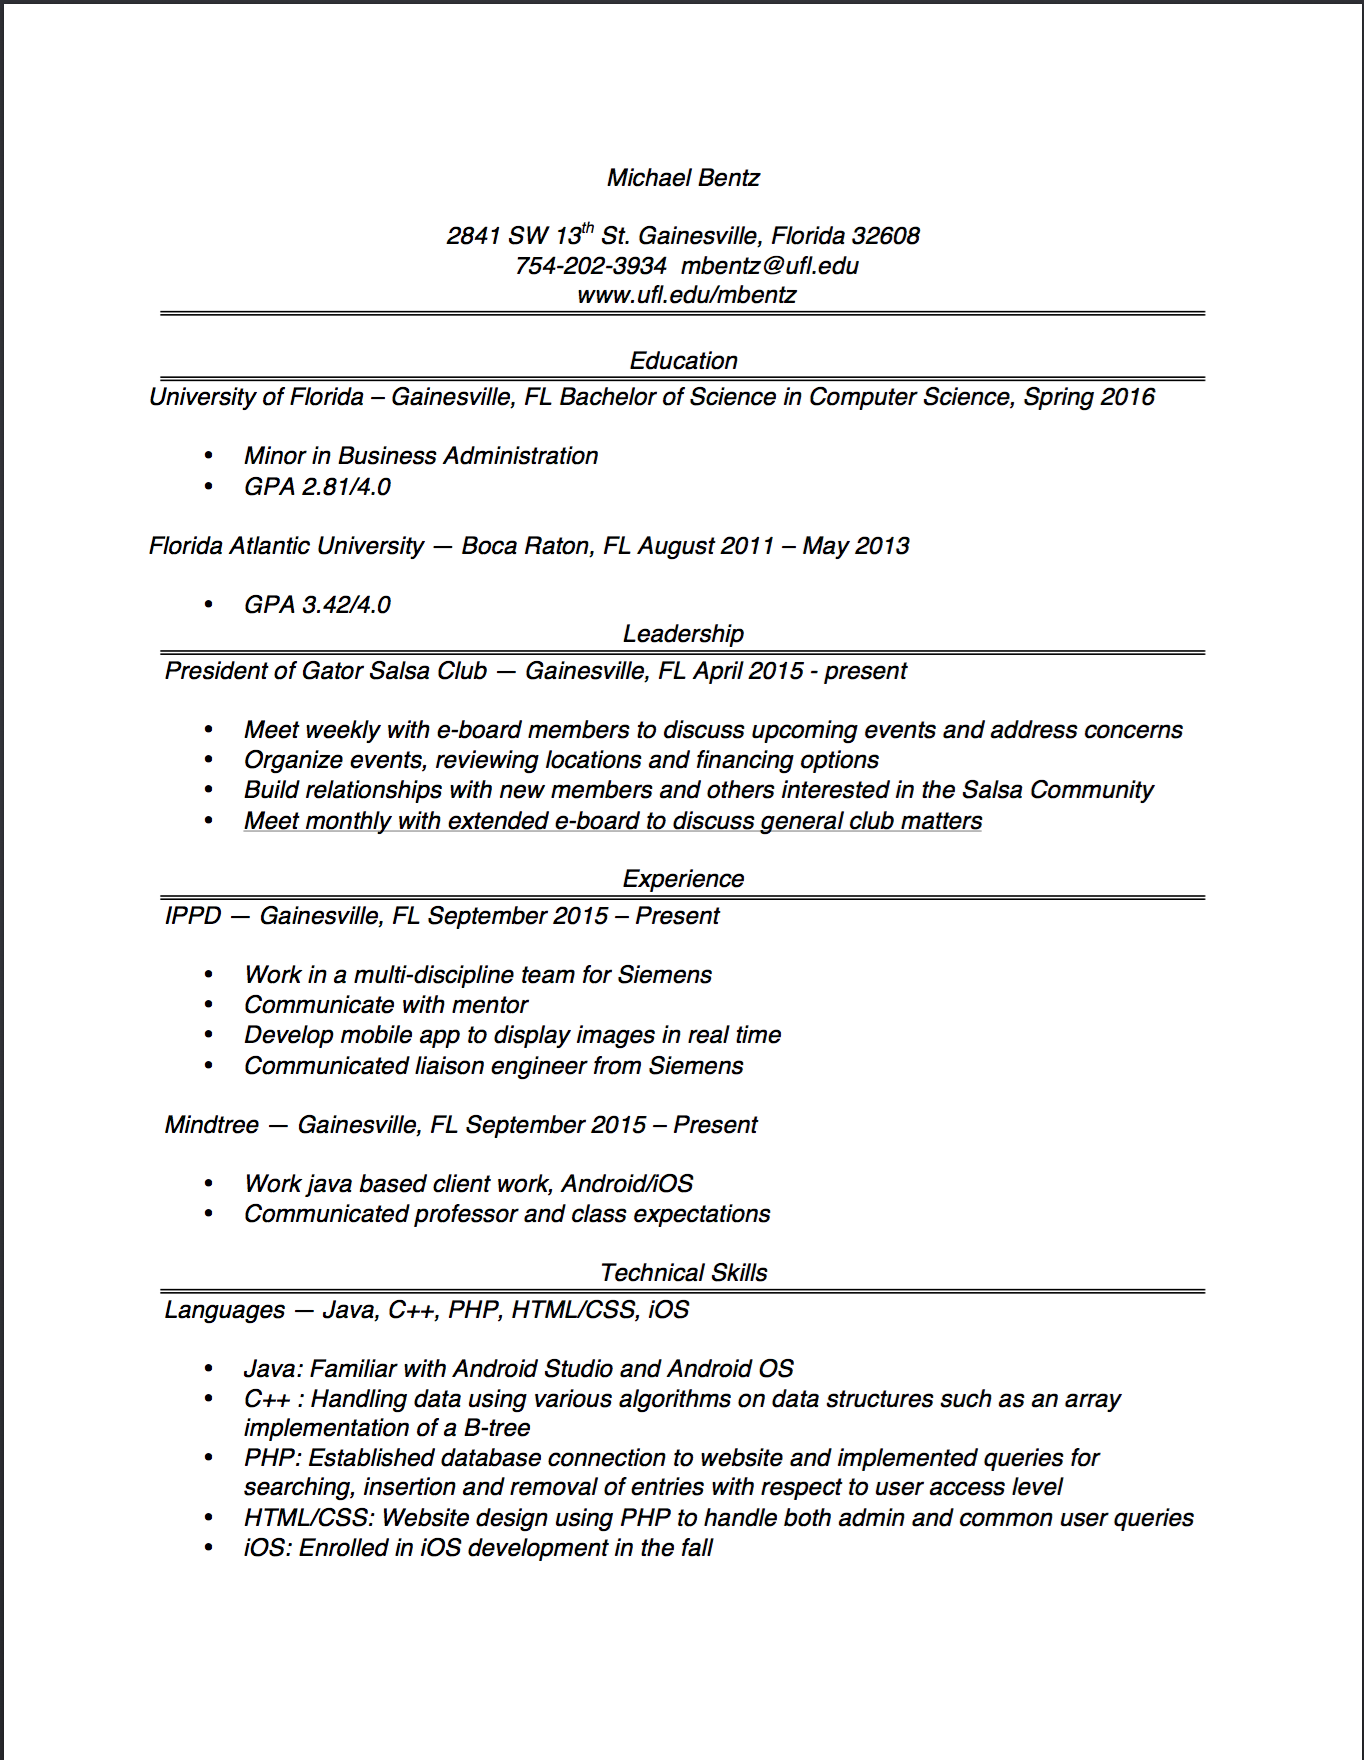 Michael Bentz
2841 SW 13th St. Gainesville, Florida 32608
754-202-3934 mbentz@ufl.edu
www.ufl.edu/mbentz
Education
University of Florida – Gainesville, FL Bachelor of Science in Computer Science, Spring 2016
• Minor in Business Administration
• GPA 2.81/4.0
Florida Atlantic University — Boca Raton, FL August 2011 – May 2013
• GPA 3.42/4.0
Leadership
President of Gator Salsa Club — Gainesville, FL April 2015 - present
• Meet weekly with e-board members to discuss upcoming events and address concerns
• Organize events, reviewing locations and financing options
• Build relationships with new members and others interested in the Salsa Community
• Meet monthly with extended e-board to discuss general club matters
Experience
IPPD — Gainesville, FL September 2015 – Present
• Work in a multi-discipline team for Siemens
• Communicate with mentor
• Develop mobile app to display images in real time
• Communicated liaison engineer from Siemens
Mindtree — Gainesville, FL September 2015 – Present
• Work java based client work, Android/iOS
• Communicated professor and class expectations
Technical Skills
Languages — Java, C++, PHP, HTML/CSS, iOS
• Java: Familiar with Android Studio and Android OS
• C++ : Handling data using various algorithms on data structures such as an array
implementation of a B-tree
• PHP: Established database connection to website and implemented queries for
searching, insertion and removal of entries with respect to user access level
• HTML/CSS: Website design using PHP to handle both admin and common user queries
• iOS: Enrolled in iOS development in the fall